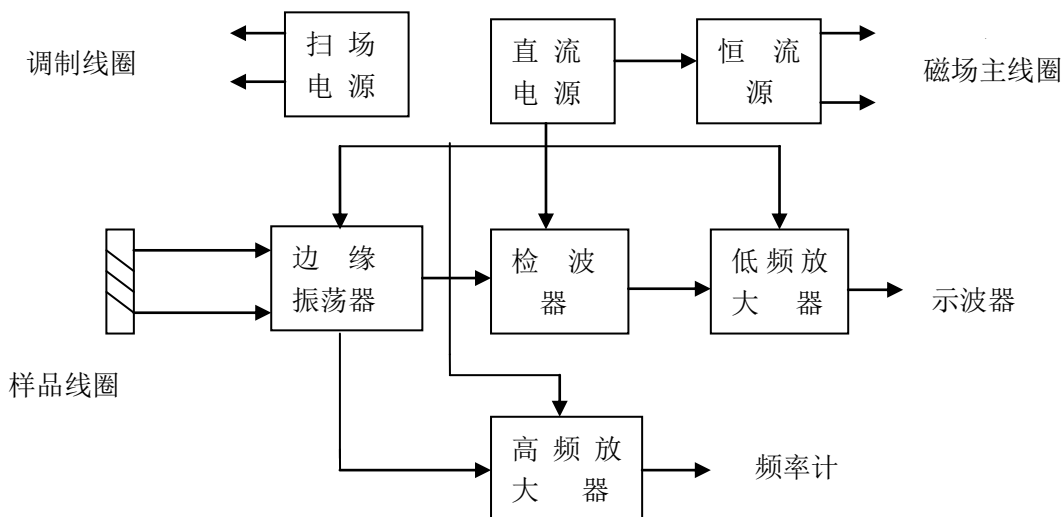 调制线圈
扫 场
电 源
直 流
电 源
恒 流
源
磁场主线圈
样品线圈
边 缘
振荡器
检 波
器
低 频 放
大 器
示波器
高 频 放
大 器
频率计